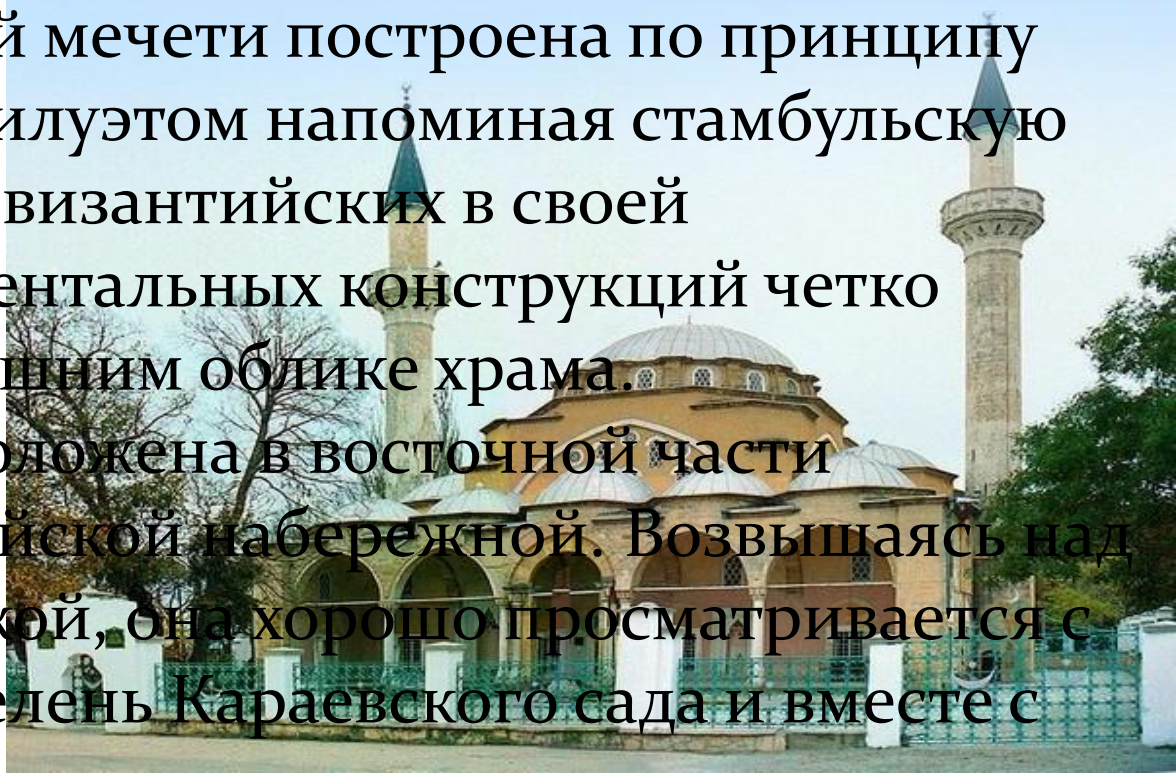 й мечети построена по принципу
илуэтом напоминая стамбульскую
византийских в своей
ентальных конструкций четко
шним облике храма.
оложена в восточной части
йской набережной. Возвышаясь над
кой, она хорошо просматривается с
елень Караевского сада и вместе с